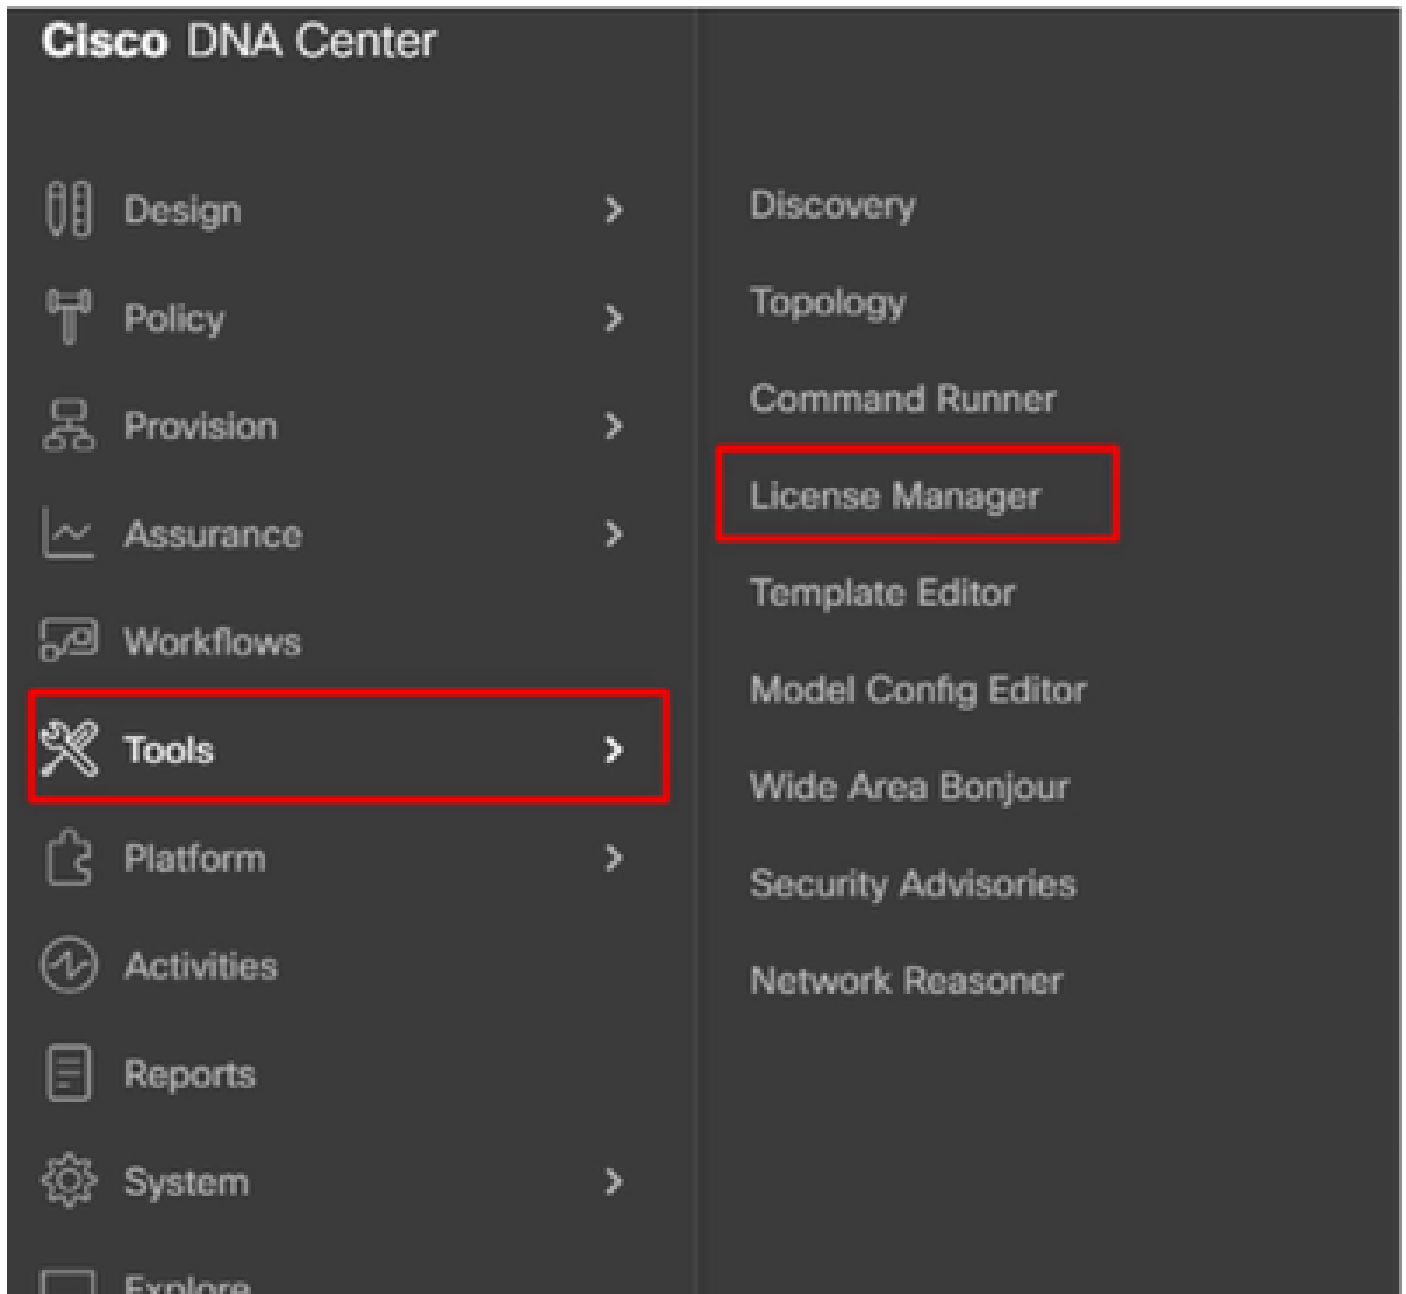 Cisco DNA Center
Design
Policy
Provision
Assurance
Workflows
Tools
Platform
Activities
Reports
System
Explore
Discovery
Topology
Command Runner
License Manager
Template Editor
Model Config Editor
Wide Area Bonjour
Security Advisories
Network Reasoner